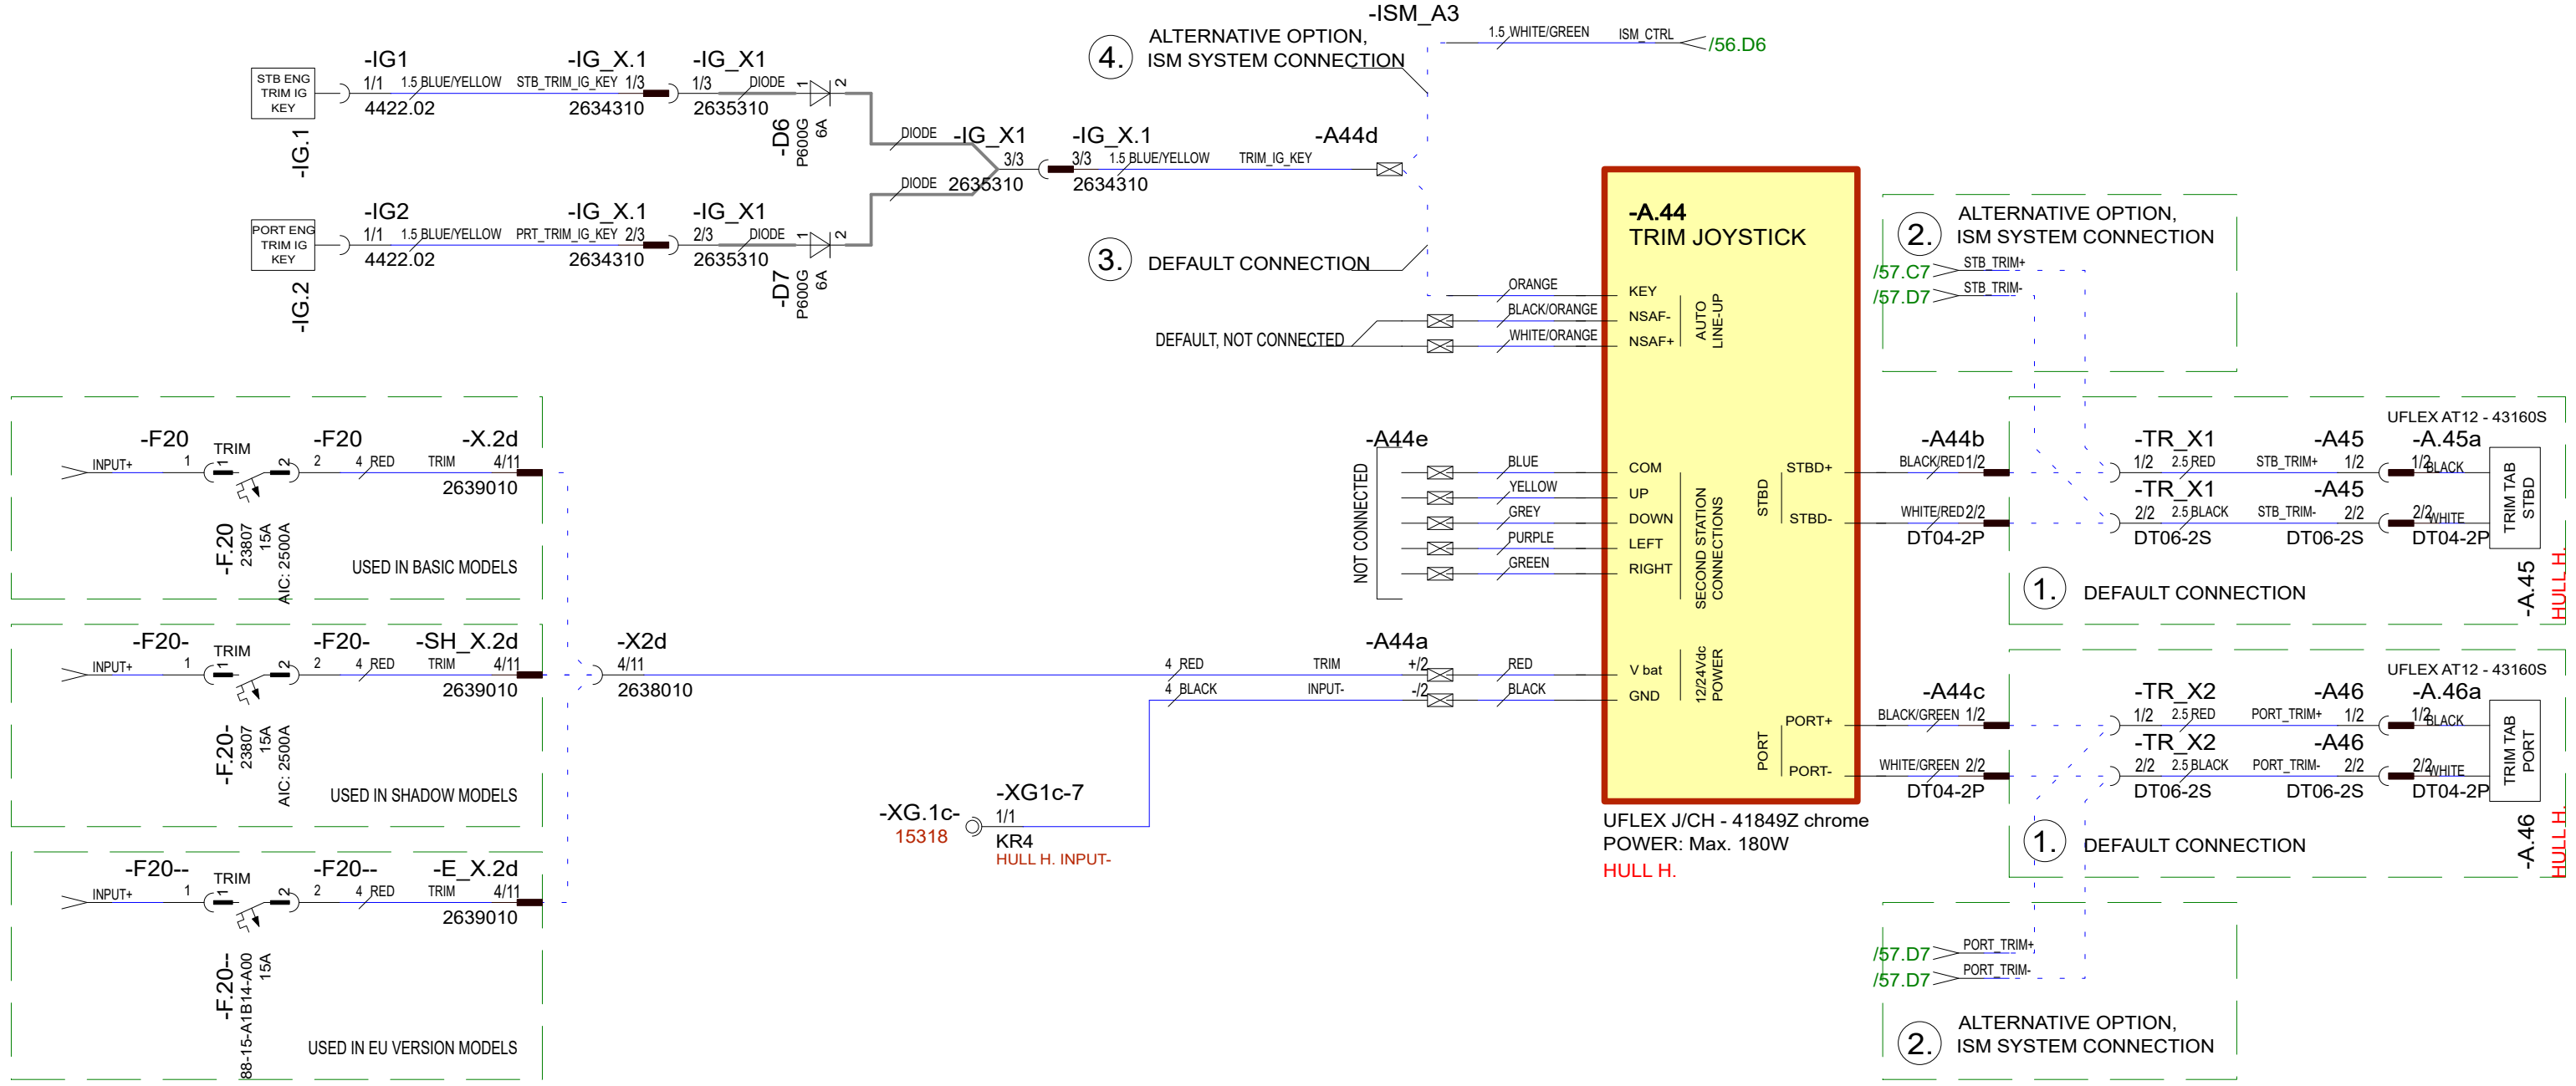 -ISM_A3
1.5 WHITE/GREEN ISM_CTRL /56.D6
4. ALTERNATIVE OPTION,
ISM SYSTEM CONNECTION
STB ENG
TRIM IG
KEY
-IG.1
-IG1
1/1 1.5 BLUE/YELLOW STB_TRIM_IG_KEY 1/3
4422.02
-IG_X.1
2634310
-IG_X1
1/3 DIODE
2635310
1 2
-D6
P600G
6A
DIODE
-IG_X1
3/3
2635310
-IG_X.1
3/3 1.5 BLUE/YELLOW TRIM_IG_KEY
2634310
-A44d
DIODE
PORT ENG
TRIM IG
KEY
-IG.2
-IG2
1/1 1.5 BLUE/YELLOW PRT_TRIM_IG_KEY 2/3
4422.02
-IG_X.1
2634310
-IG_X1
2/3 DIODE
2635310
1 2
-D7
P600G
6A
3. DEFAULT CONNECTION
ORANGE
BLACK/ORANGE
WHITE/ORANGE
DEFAULT, NOT CONNECTED
-A.44
TRIM JOYSTICK
KEY
NSAF-
NSAF+
AUTO
LINE-UP
-A44e
NOT CONNECTED
BLUE
YELLOW
GREY
PURPLE
GREEN
COM
UP
DOWN
LEFT
RIGHT
SECOND STATION
CONNECTIONS
STBD+
STBD-
STBD
V bat
GND
12/24Vdc
POWER
PORT+
PORT-
PORT
UFLEX J/CH - 41849Z chrome
POWER: Max. 180W
HULL H.
2. ALTERNATIVE OPTION,
ISM SYSTEM CONNECTION
/57.C7 STB_TRIM+
/57.D7 STB_TRIM-
-A44b
BLACK/RED 1/2
WHITE/RED 2/2
DT04-2P
UFLEX AT12 - 43160S
-TR_X1 -A45 -A.45a
1/2 2.5 RED STB_TRIM+ 1/2 1/2 BLACK
-TR_X1 -A45
2/2 2.5 BLACK STB_TRIM- 2/2 2/2 WHITE
DT06-2S DT06-2S DT04-2P
TRIM TAB
STBD
-A.45
HULL H.
1. DEFAULT CONNECTION
-A44c
BLACK/GREEN 1/2
WHITE/GREEN 2/2
DT04-2P
UFLEX AT12 - 43160S
-TR_X2 -A46 -A.46a
1/2 2.5 RED PORT_TRIM+ 1/2 1/2 BLACK
-TR_X2 -A46
2/2 2.5 BLACK PORT_TRIM- 2/2 2/2 WHITE
DT06-2S DT06-2S DT04-2P
TRIM TAB
PORT
-A.46
HULL H.
1. DEFAULT CONNECTION
/57.D7 PORT_TRIM+
/57.D7 PORT_TRIM-
2. ALTERNATIVE OPTION,
ISM SYSTEM CONNECTION
-F20 TRIM -F20 -X.2d
INPUT+ 1 1 2 2 4 RED TRIM 4/11
2639010
-F.20
23807
15A
AIC: 2500A
USED IN BASIC MODELS
-F20- TRIM -F20- -SH_X.2d
INPUT+ 1 1 2 2 4 RED TRIM 4/11
2639010
-F.20-
23807
15A
AIC: 2500A
USED IN SHADOW MODELS
-F20-- TRIM -F20-- -E_X.2d
INPUT+ 1 1 2 2 4 RED TRIM 4/11
2639010
-F.20--
88-15-A1B14-A00
15A
USED IN EU VERSION MODELS
-X2d
4/11
2638010
-A44a
4 RED TRIM +/2 RED
4 BLACK INPUT- -/2 BLACK
-XG.1c-
15318
-XG1c-7
1/1
KR4
HULL H. INPUT-